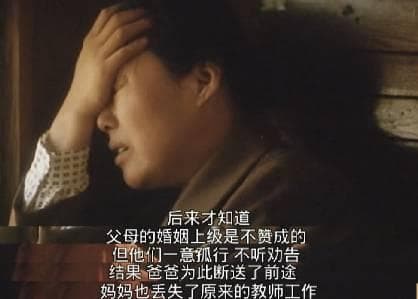 后来才知道
父母的婚姻上级是不赞成的
但他们一意孤行 不听劝告
结果 爸爸为此断送了前途
妈妈也丢失了原来的教师工作